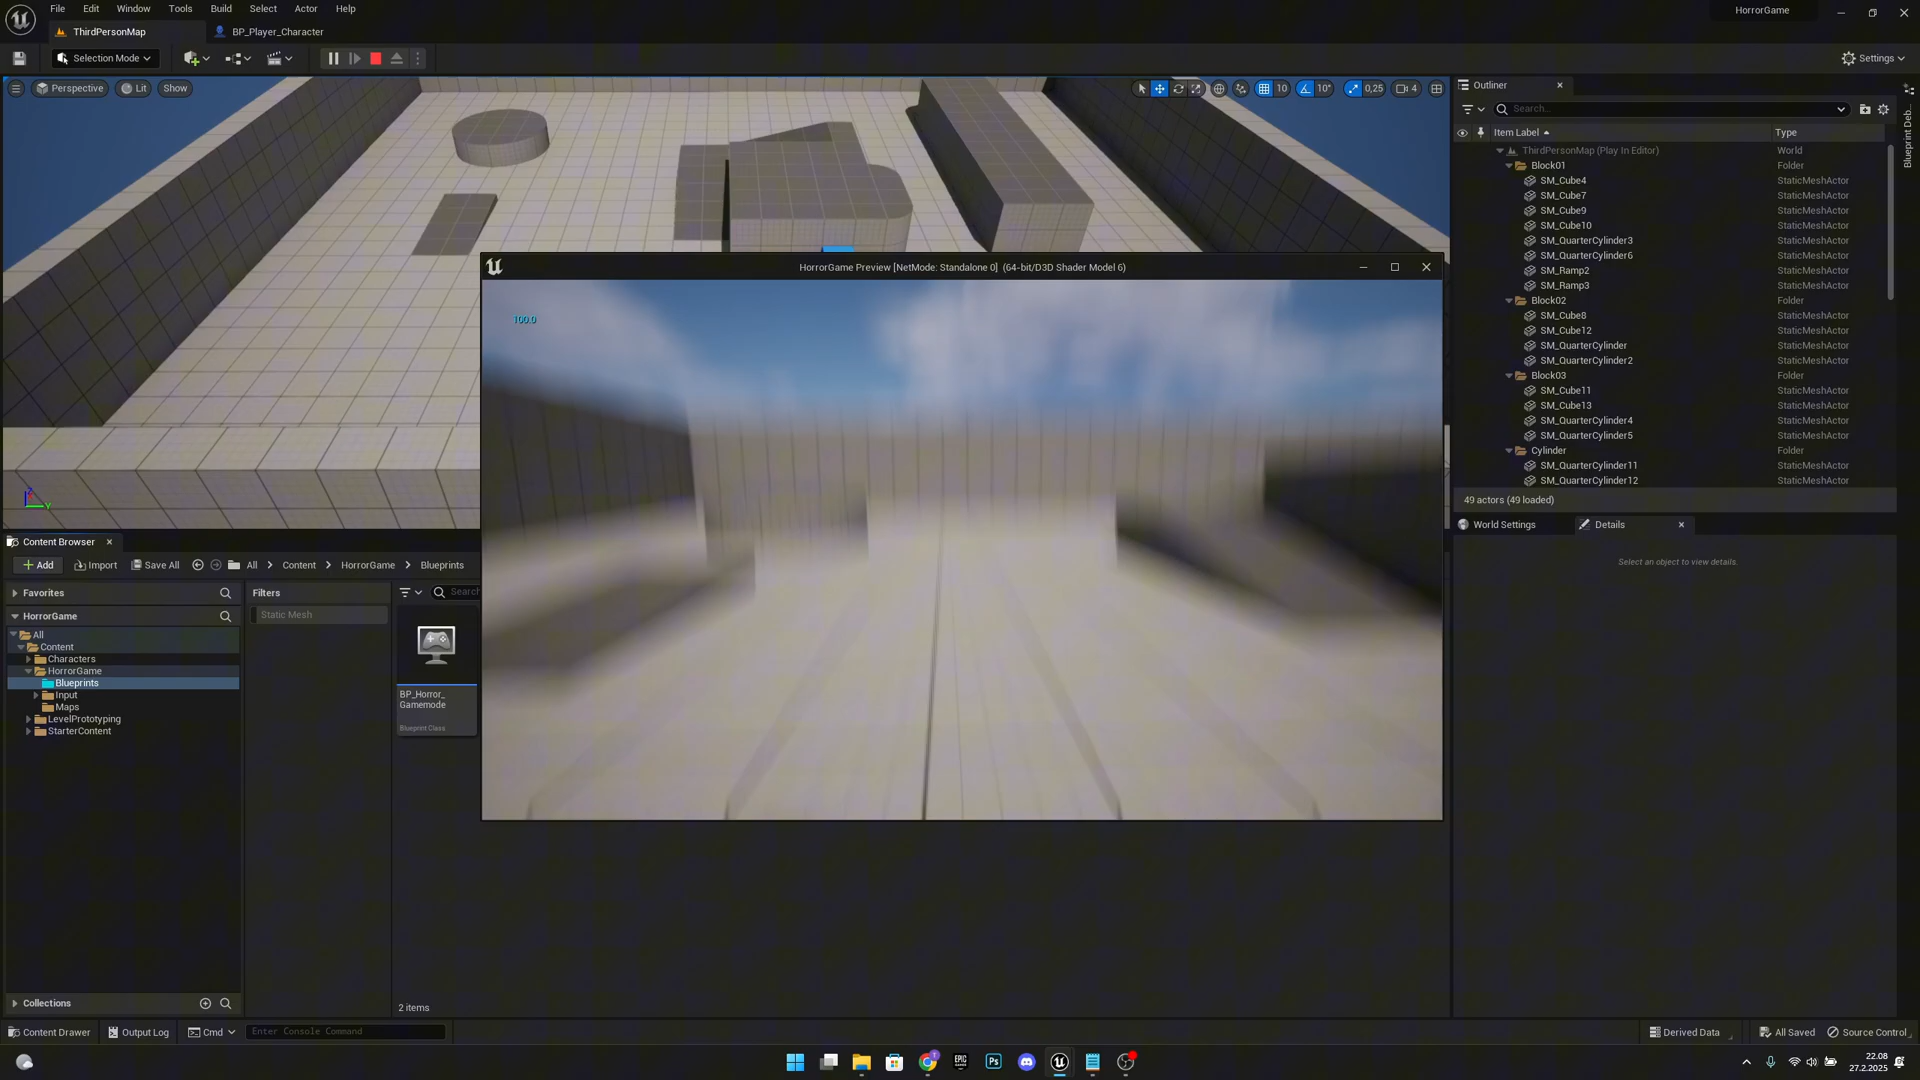 File Edit Window Tools Build Select Actor Help
HorrorGame
ThirdPersonMap
BP_Player_Character
Selection Mode
Settings
Perspective
Lit
Show
10
10°
0,25
4
Outliner
Search...
Item Label
Type
ThirdPersonMap (Play In Editor) World
Block01 Folder
SM_Cube4 StaticMeshActor
SM_Cube7 StaticMeshActor
SM_Cube9 StaticMeshActor
SM_Cube10 StaticMeshActor
SM_QuarterCylinder3 StaticMeshActor
SM_QuarterCylinder6 StaticMeshActor
SM_Ramp2 StaticMeshActor
SM_Ramp3 StaticMeshActor
Block02 Folder
SM_Cube8 StaticMeshActor
SM_Cube12 StaticMeshActor
SM_QuarterCylinder StaticMeshActor
SM_QuarterCylinder2 StaticMeshActor
Block03 Folder
SM_Cube11 StaticMeshActor
SM_Cube13 StaticMeshActor
SM_QuarterCylinder4 StaticMeshActor
SM_QuarterCylinder5 StaticMeshActor
Cylinder Folder
SM_QuarterCylinder11 StaticMeshActor
SM_QuarterCylinder12 StaticMeshActor
49 actors (49 loaded)
Blueprint Deb...
World Settings
Details
Select an object to view details.
HorrorGame Preview [NetMode: Standalone 0] (64-bit/D3D Shader Model 6)
100.0
Z
Y
Content Browser
Add
Import
Save All
All
Content
HorrorGame
Blueprints
Favorites
Filters
Search
HorrorGame
Static Mesh
All
Content
Characters
HorrorGame
Blueprints
Input
Maps
LevelPrototyping
StarterContent
BP_Horror_
Gamemode
Blueprint Class
Collections
2 items
Content Drawer
Output Log
Cmd
Enter Console Command
Derived Data
All Saved
Source Control
EPIC
GAMES
Ps
22.08
27.2.2025